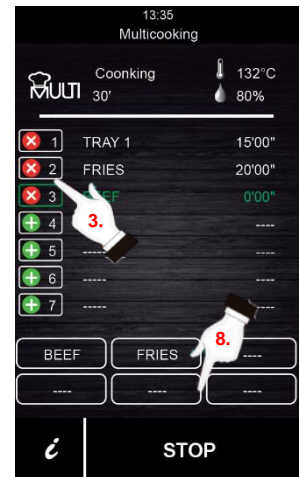 13:35
Multicooking
MULTI Coonking 132°C
30' 80%
1 TRAY 1 15'00"
2 FRIES 20'00"
3 BEEF 0'00"
3.
4 ----
5 ----- ----
6 ----- ----
7 ----- ----
8.
BEEF FRIES ----
---- ---- ----
i STOP